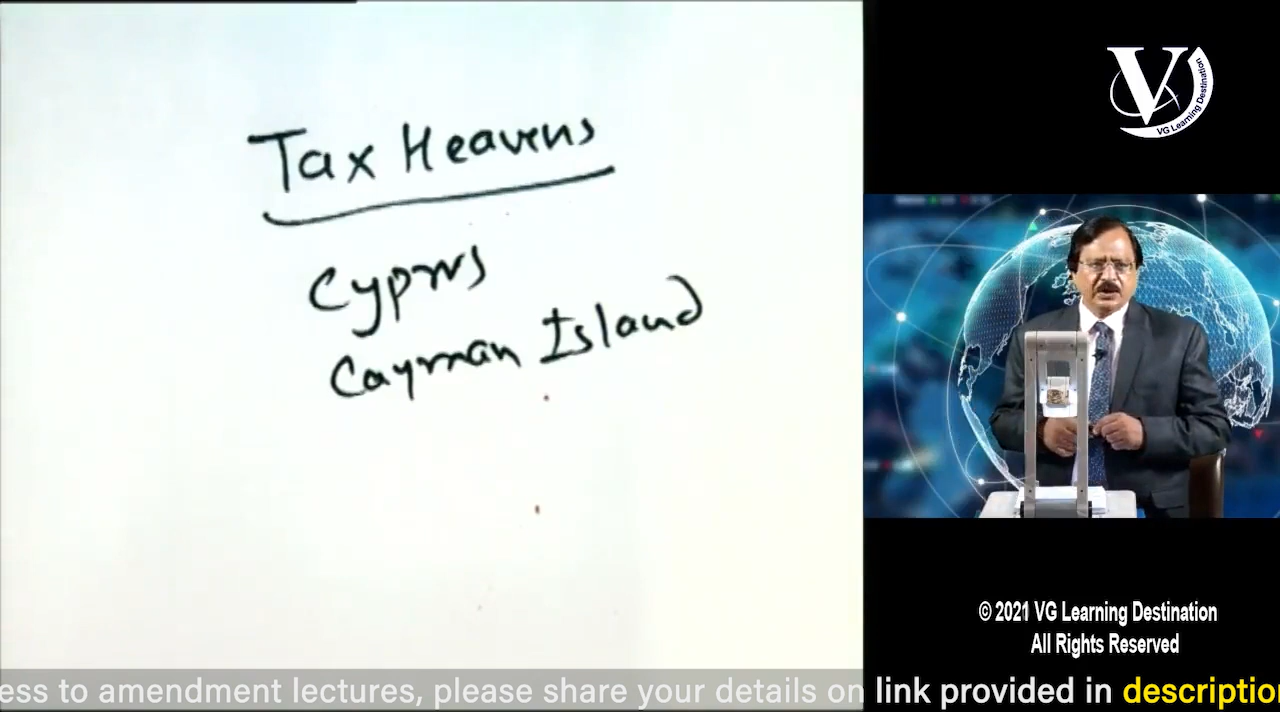 Tax Heavens
Cyprus
Cayman Island
V
VG Learning Destination
© 2021 VG Learning Destination
All Rights Reserved
ess to amendment lectures, please share your details on link provided in descriptio